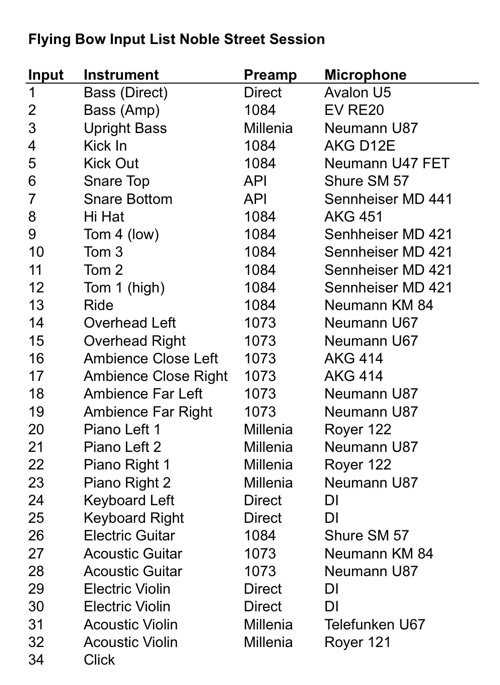 Flying Bow Input List Noble Street Session
Input Instrument Preamp Microphone
1 Bass (Direct) Direct Avalon U5
2 Bass (Amp) 1084 EV RE20
3 Upright Bass Millenia Neumann U87
4 Kick In 1084 AKG D12E
5 Kick Out 1084 Neumann U47 FET
6 Snare Top API Shure SM 57
7 Snare Bottom API Sennheiser MD 441
8 Hi Hat 1084 AKG 451
9 Tom 4 (low) 1084 Senhheiser MD 421
10 Tom 3 1084 Sennheiser MD 421
11 Tom 2 1084 Sennheiser MD 421
12 Tom 1 (high) 1084 Sennheiser MD 421
13 Ride 1084 Neumann KM 84
14 Overhead Left 1073 Neumann U67
15 Overhead Right 1073 Neumann U67
16 Ambience Close Left 1073 AKG 414
17 Ambience Close Right 1073 AKG 414
18 Ambience Far Left 1073 Neumann U87
19 Ambience Far Right 1073 Neumann U87
20 Piano Left 1 Millenia Royer 122
21 Piano Left 2 Millenia Neumann U87
22 Piano Right 1 Millenia Royer 122
23 Piano Right 2 Millenia Neumann U87
24 Keyboard Left Direct DI
25 Keyboard Right Direct DI
26 Electric Guitar 1084 Shure SM 57
27 Acoustic Guitar 1073 Neumann KM 84
28 Acoustic Guitar 1073 Neumann U87
29 Electric Violin Direct DI
30 Electric Violin Direct DI
31 Acoustic Violin Millenia Telefunken U67
32 Acoustic Violin Millenia Royer 121
34 Click